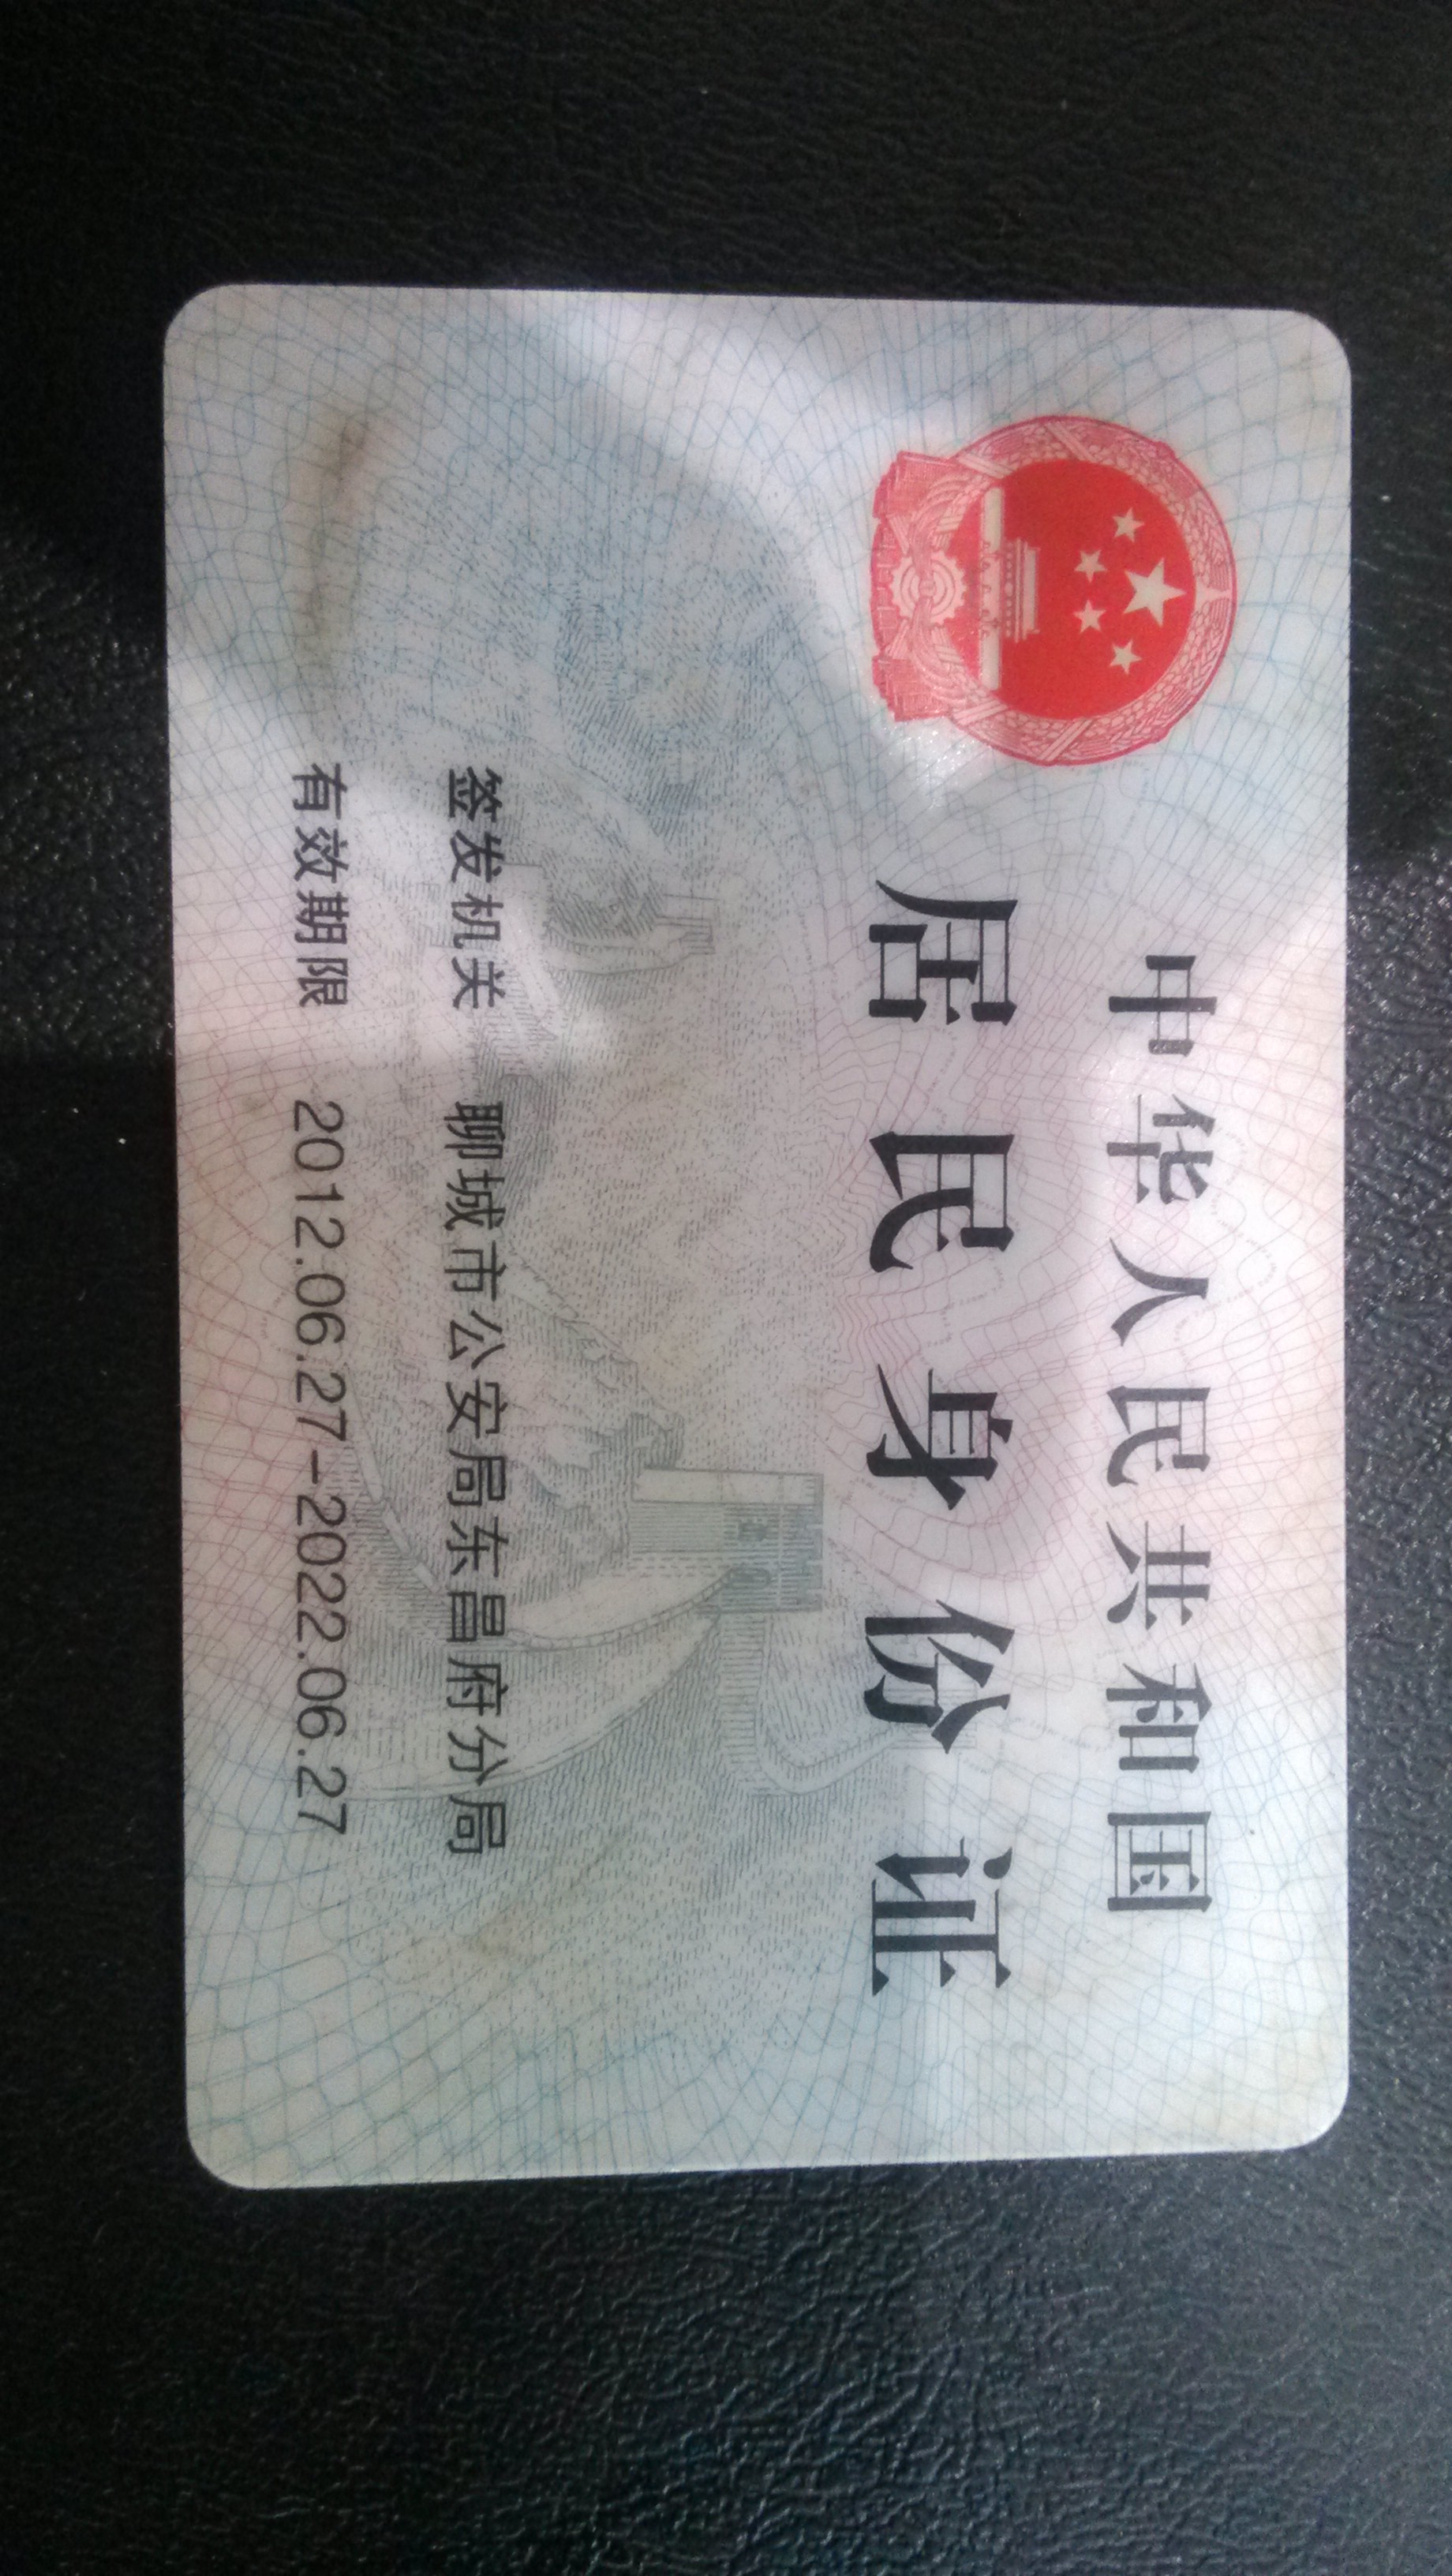 中华人民共和国
居民身份证
签发机关 聊城市公安局东昌府分局
有效期限 2012.06.27-2022.06.27